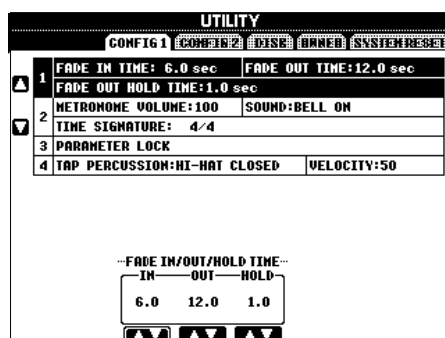 UTILITY
CONFIG 1 CONFIG 2 DISK OWNER SYSTEM RESET
1 FADE IN TIME: 6.0 sec FADE OUT TIME:12.0 sec
FADE OUT HOLD TIME:1.0 sec
2 METRONOME VOLUME:100 SOUND:BELL ON
TIME SIGNATURE: 4/4
3 PARAMETER LOCK
4 TAP PERCUSSION:HI-HAT CLOSED VELOCITY:50
FADE IN/OUT/HOLD TIME
IN OUT HOLD
6.0 12.0 1.0